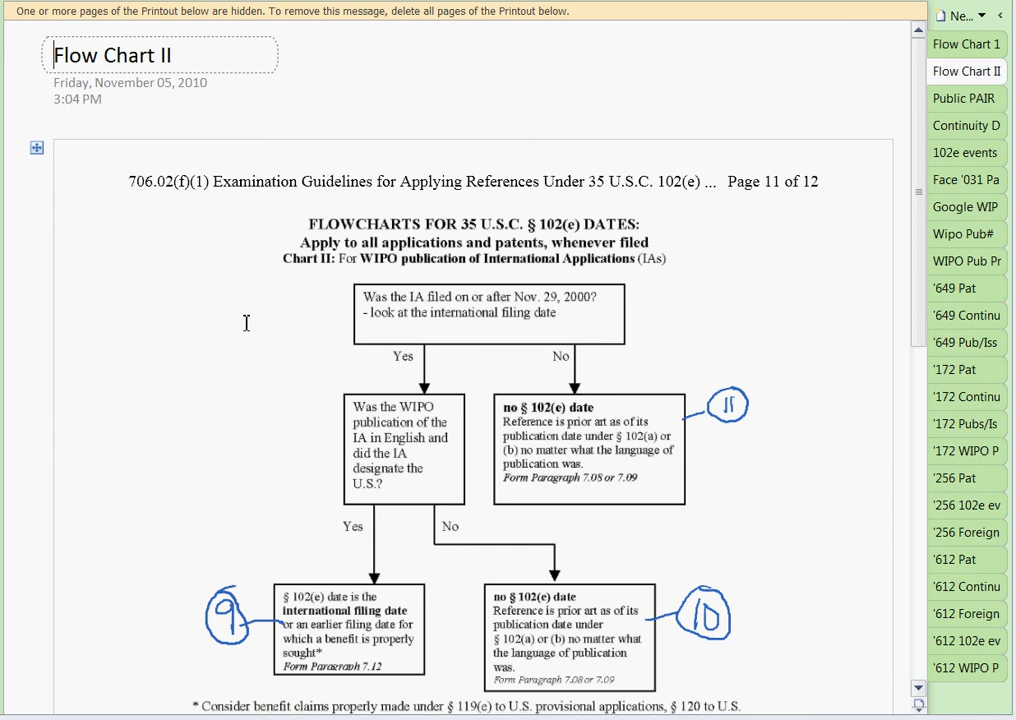 One or more pages of the Printout below are hidden. To remove this message, delete all pages of the Printout below.
Flow Chart II
Friday, November 05, 2010
3:04 PM
706.02(f)(1) Examination Guidelines for Applying References Under 35 U.S.C. 102(e) ... Page 11 of 12
FLOWCHARTS FOR 35 U.S.C. § 102(e) DATES:
Apply to all applications and patents, whenever filed
Chart II: For WIPO publication of International Applications (IAs)
Was the IA filed on or after Nov. 29, 2000?
- look at the international filing date
Yes
No
Was the WIPO
publication of the
IA in English and
did the IA
designate the
U.S.?
no § 102(e) date
Reference is prior art as of its
publication date under § 102(a) or
(b) no matter what the language of
publication was.
Form Paragraph 7.08 or 7.09
11
Yes
No
9
§ 102(e) date is the
international filing date
or an earlier filing date for
which a benefit is properly
sought*
Form Paragraph 7.12
no § 102(e) date
Reference is prior art as of its
publication date under
§ 102(a) or (b) no matter what
the language of publication
was.
Form Paragraph 7.08 or 7.09
10
* Consider benefit claims properly made under § 119(e) to U.S. provisional applications, § 120 to U.S.
Ne...
Flow Chart 1
Flow Chart II
Public PAIR
Continuity D
102e events
Face '031 Pa
Google WIP
Wipo Pub#
WIPO Pub Pr
'649 Pat
'649 Continu
'649 Pub/Iss
'172 Pat
'172 Continu
'172 Pubs/Is
'172 WIPO P
'256 Pat
'256 102e ev
'256 Foreign
'612 Pat
'612 Continu
'612 Foreign
'612 102e ev
'612 WIPO P